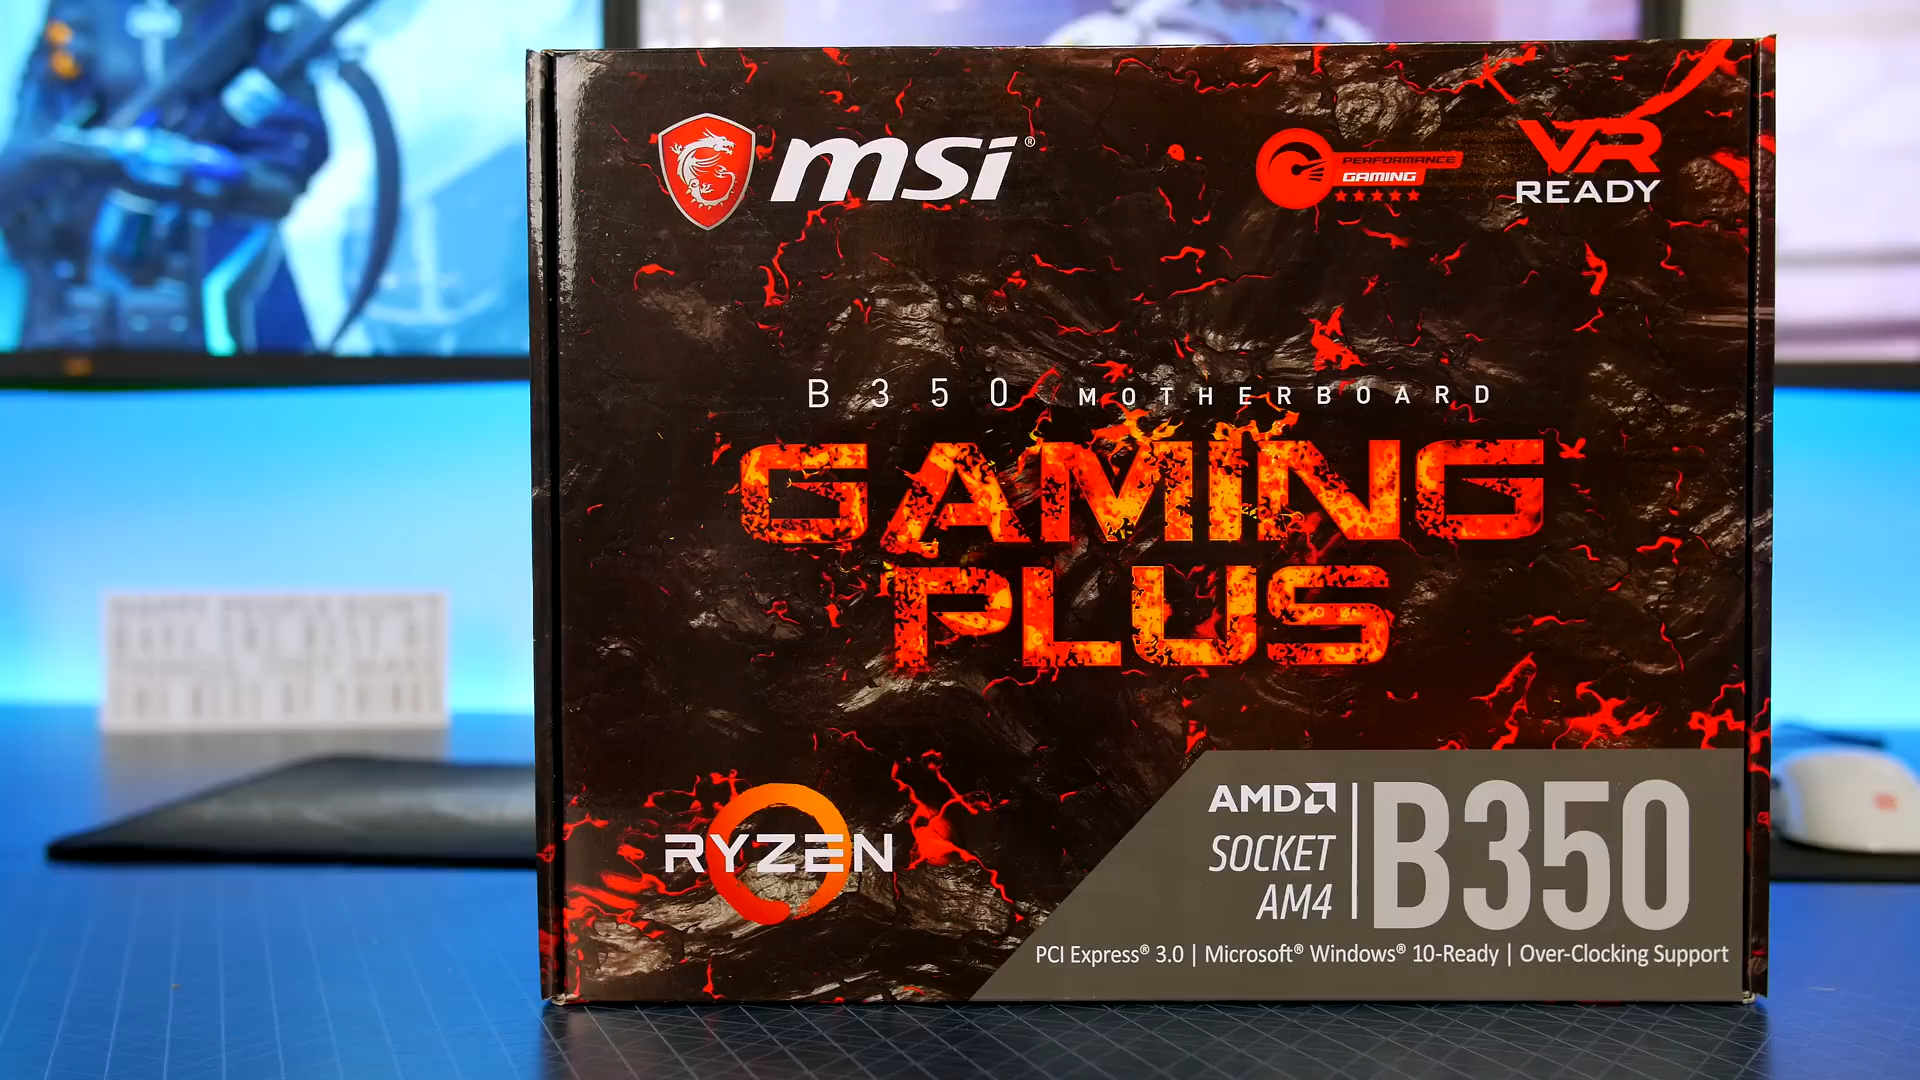 msi®
PERFORMANCE
GAMING
VR
READY
B350 MOTHERBOARD
GAMING
PLUS
RYZEN
AMD
SOCKET
AM4
B350
PCI Express® 3.0 | Microsoft® Windows® 10-Ready | Over-Clocking Support